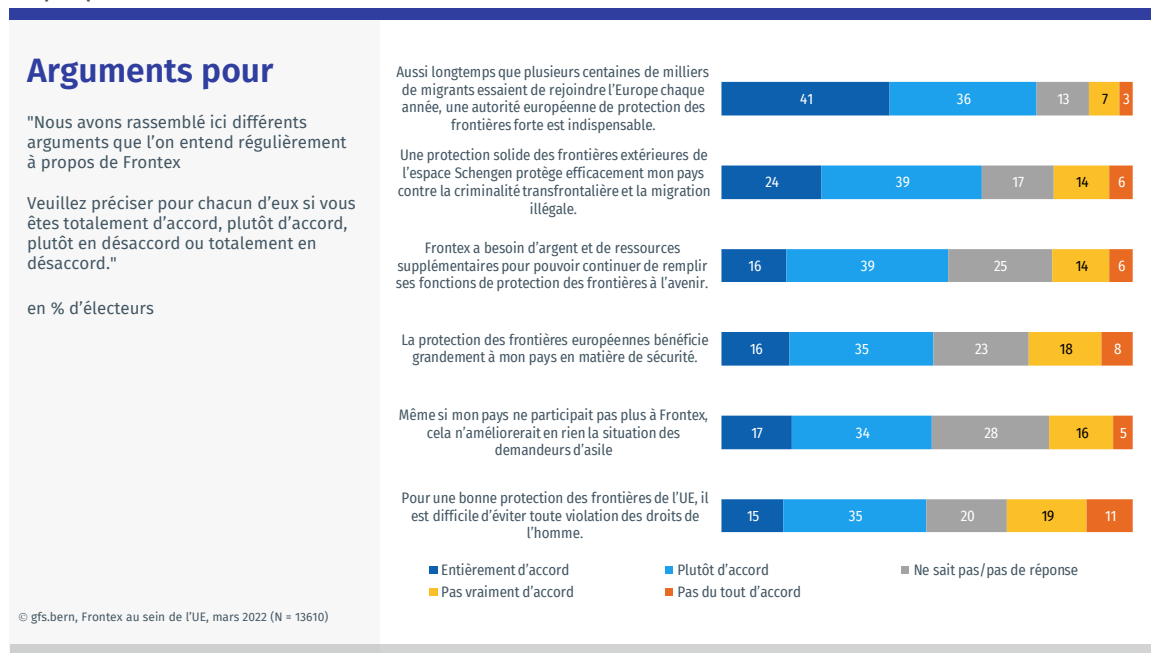 Arguments pour
"Nous avons rassemblé ici différents
arguments que l'on entend régulièrement
à propos de Frontex
Veuillez préciser pour chacun d'eux si vous
êtes totalement d'accord, plutôt d'accord,
plutôt en désaccord ou totalement en
désaccord."
en % d'électeurs
© gfs.bern, Frontex au sein de l'UE, mars 2022 (N = 13610)
Aussi longtemps que plusieurs centaines de milliers
de migrants essaient de rejoindre l'Europe chaque
année, une autorité européenne de protection des
frontières forte est indispensable.
41 36 13 7 3
Une protection solide des frontières extérieures de
l'espace Schengen protège efficacement mon pays
contre la criminalité transfrontalière et la migration
illégale.
24 39 17 14 6
Frontex a besoin d'argent et de ressources
supplémentaires pour pouvoir continuer de remplir
ses fonctions de protection des frontières à l'avenir.
16 39 25 14 6
La protection des frontières européennes bénéficie
grandement à mon pays en matière de sécurité.
16 35 23 18 8
Même si mon pays ne participait pas plus à Frontex,
cela n'améliorerait en rien la situation des
demandeurs d'asile
17 34 28 16 5
Pour une bonne protection des frontières de l'UE, il
est difficile d'éviter toute violation des droits de
l'homme.
15 35 20 19 11
Entièrement d'accord Plutôt d'accord Ne sait pas/pas de réponse
Pas vraiment d'accord Pas du tout d'accord